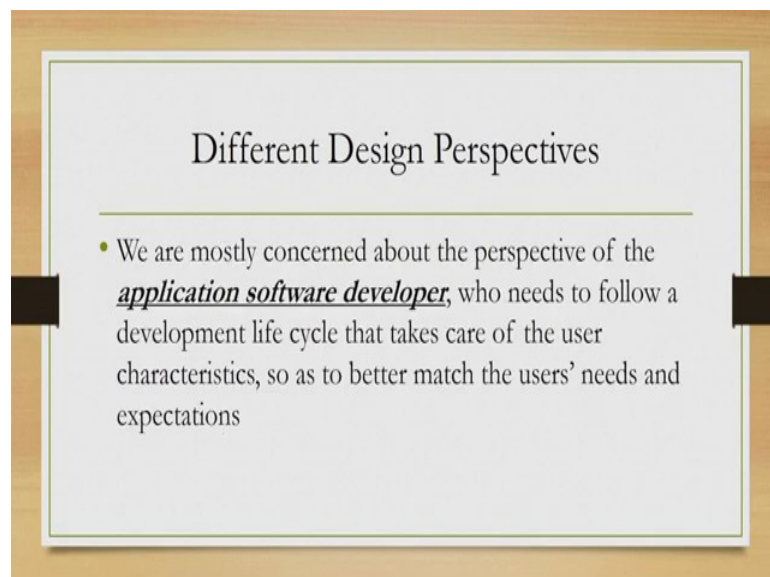 Different Design Perspectives
• We are mostly concerned about the perspective of the
application software developer, who needs to follow a
development life cycle that takes care of the user
characteristics, so as to better match the users’ needs and
expectations